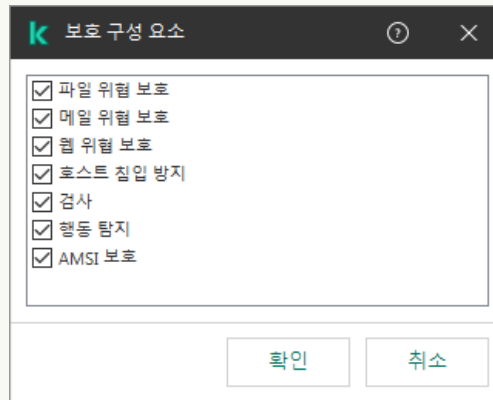 보호 구성 요소
파일 위협 보호
메일 위협 보호
웹 위협 보호
호스트 침입 방지
검사
행동 탐지
AMSI 보호
확인 취소